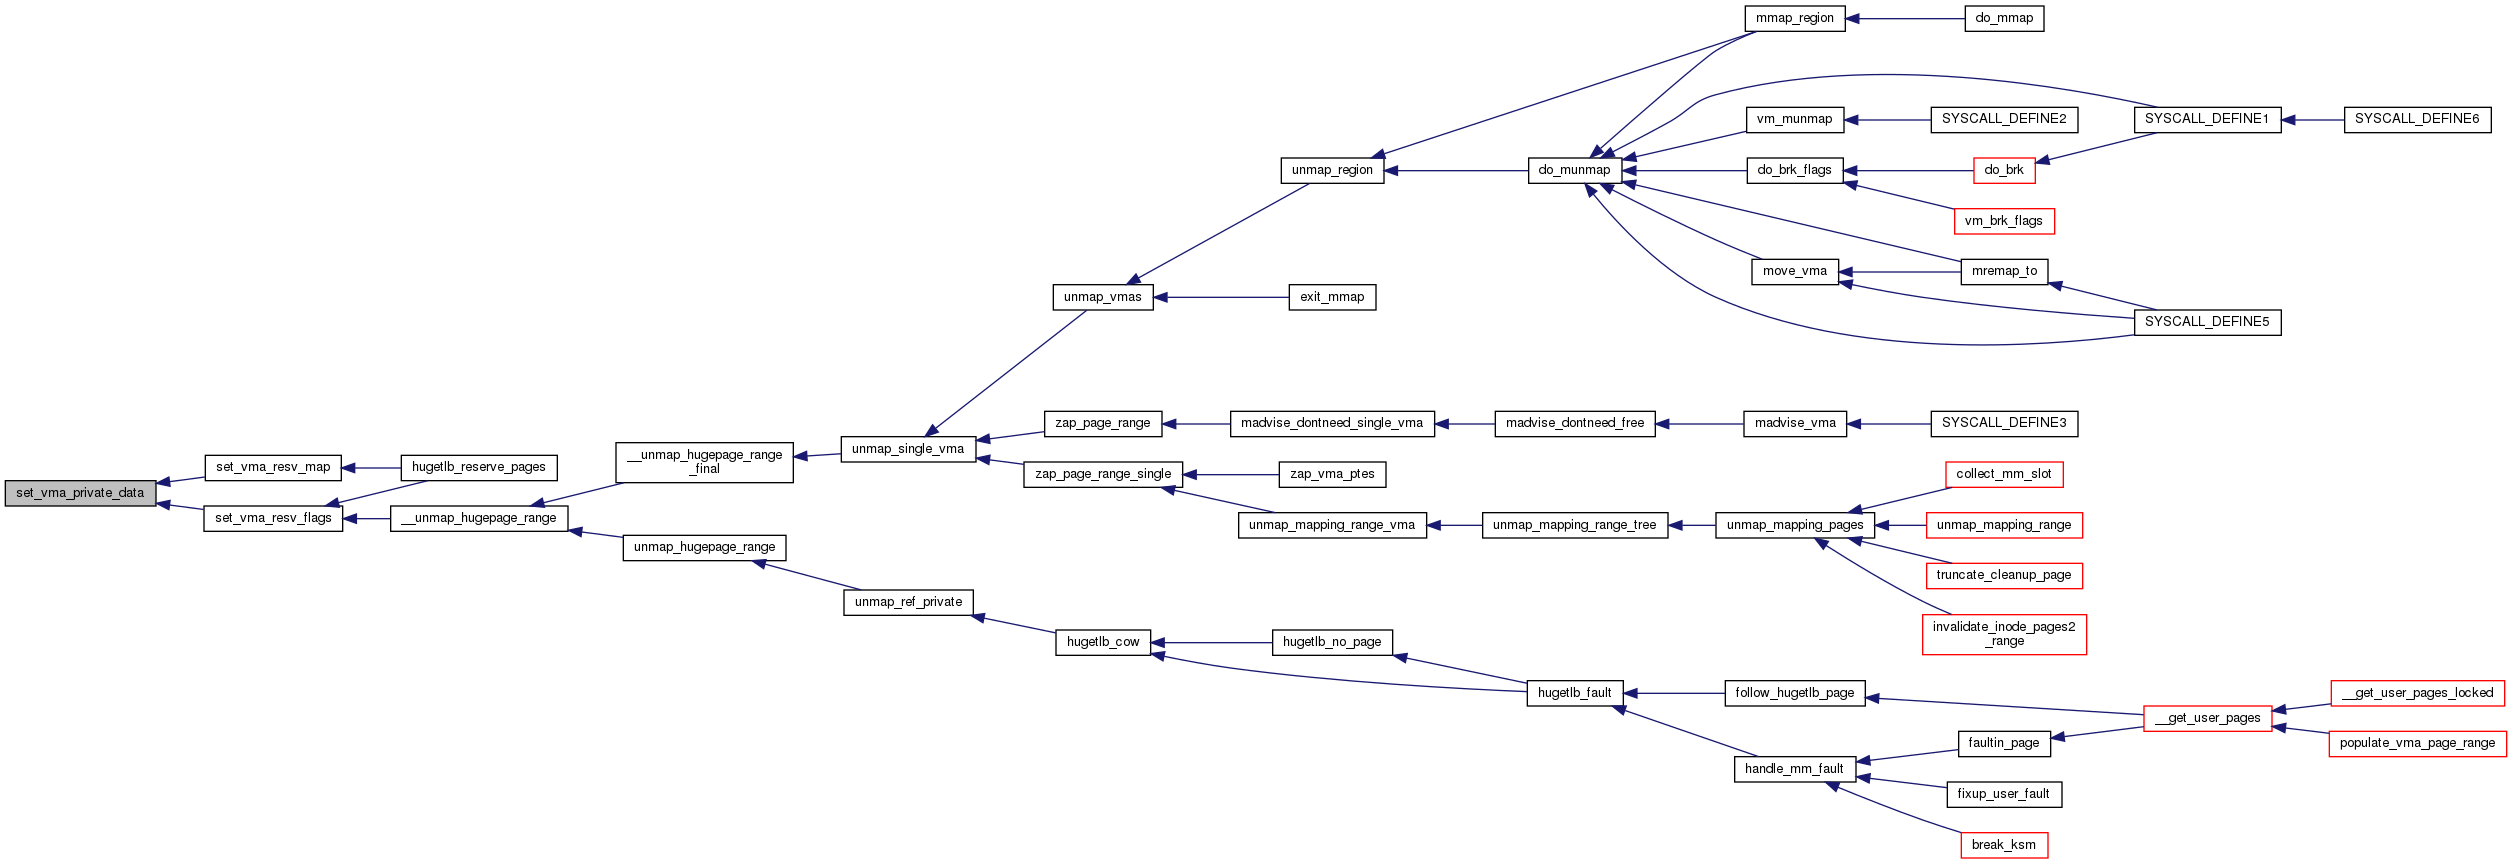 mmap_region
do_mmap
vm_munmap
SYSCALL_DEFINE2
SYSCALL_DEFINE1
SYSCALL_DEFINE6
unmap_region
do_munmap
do_brk_flags
do_brk
vm_brk_flags
move_vma
mremap_to
unmap_vmas
exit_mmap
SYSCALL_DEFINE5
zap_page_range
madvise_dontneed_single_vma
madvise_dontneed_free
madvise_vma
SYSCALL_DEFINE3
unmap_single_vma
__unmap_hugepage_range
_final
set_vma_resv_map
hugetlb_reserve_pages
zap_page_range_single
zap_vma_ptes
collect_mm_slot
set_vma_private_data
set_vma_resv_flags
__unmap_hugepage_range
unmap_mapping_range_vma
unmap_mapping_range_tree
unmap_mapping_pages
unmap_mapping_range
unmap_hugepage_range
truncate_cleanup_page
unmap_ref_private
invalidate_inode_pages2
_range
hugetlb_cow
hugetlb_no_page
hugetlb_fault
follow_hugetlb_page
__get_user_pages_locked
__get_user_pages
faultin_page
populate_vma_page_range
handle_mm_fault
fixup_user_fault
break_ksm